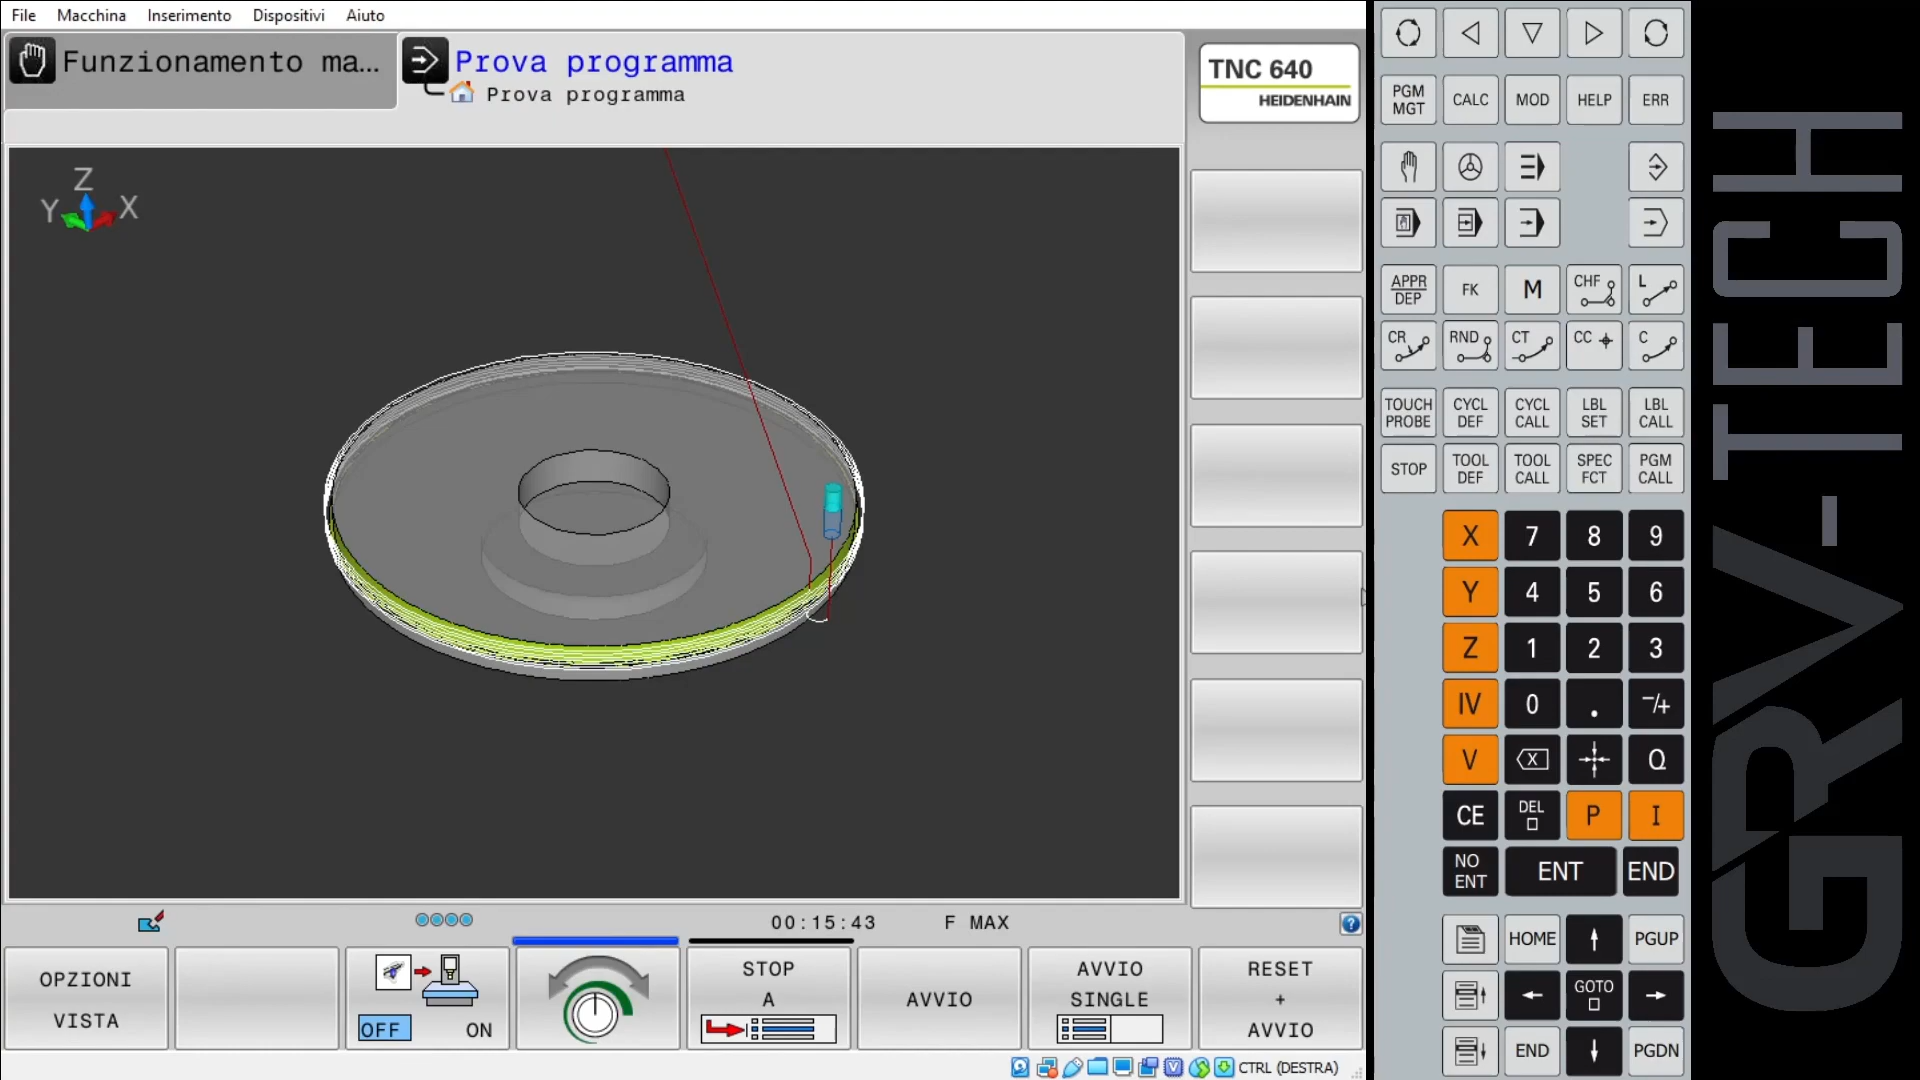 File Macchina Inserimento Dispositivi Aiuto
Funzionamento ma...
Prova programma
Prova programma
TNC 640
HEIDENHAIN
Z
Y X
00:15:43 F MAX
OPZIONI
VISTA
OFF ON
STOP
A
AVVIO
AVVIO
SINGLE
RESET
+
AVVIO
CTRL (DESTRA)
PGM
MGT
CALC
MOD
HELP
ERR
APPR
DEP
FK
M
CHF
L
CR
RND
CT
CC
C
TOUCH
PROBE
CYCL
DEF
CYCL
CALL
LBL
SET
LBL
CALL
STOP
TOOL
DEF
TOOL
CALL
SPEC
FCT
PGM
CALL
X 7 8 9
Y 4 5 6
Z 1 2 3
IV 0 . -/+
V X Q
CE
DEL
P I
NO
ENT
ENT
END
HOME
PGUP
GOTO
END
PGDN
GRV-TECH